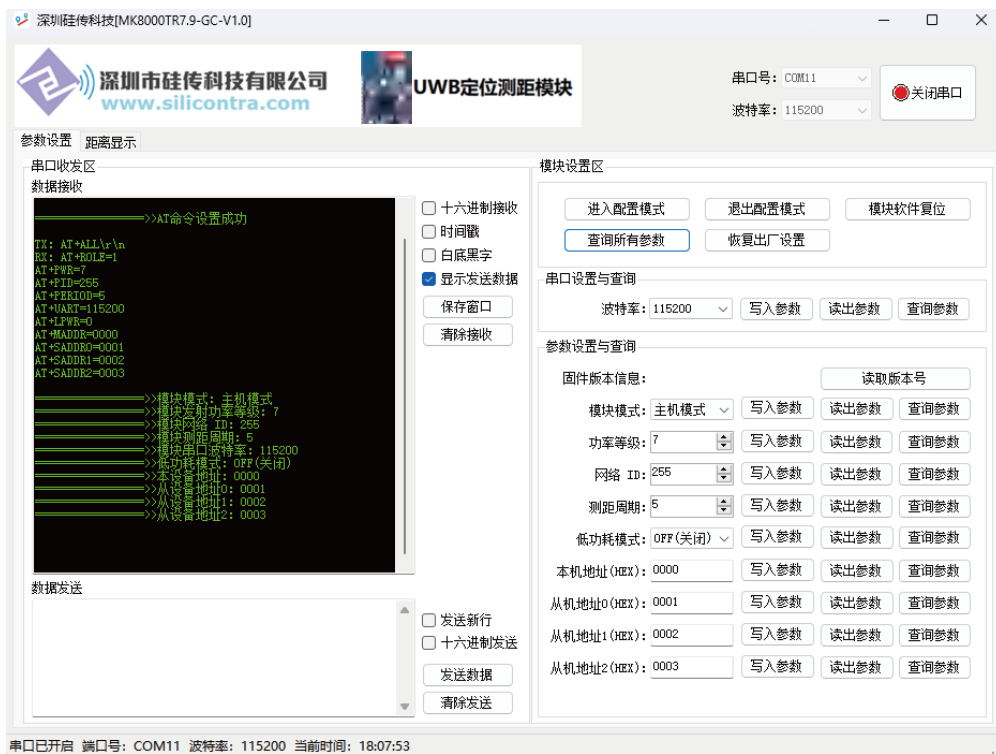 深圳硅传科技[MK8000TR7.9-GC-V1.0]
深圳市硅传科技有限公司
www.silicontra.com
UWB定位测距模块
串口号: COM11
波特率: 115200
关闭串口
参数设置 距离显示
串口收发区
数据接收
══════════>>AT命令设置成功
TX: AT+ALL\r\n
RX: AT+ROLE=1
AT+PWR=7
AT+PID=255
AT+PERIOD=5
AT+UART=115200
AT+LPWR=0
AT+MADDR=0000
AT+SADDR0=0001
AT+SADDR1=0002
AT+SADDR2=0003
══════════>>模块模式: 主机模式
══════════>>模块发射功率等级: 7
══════════>>模块网络 ID: 255
══════════>>模块测距周期: 5
══════════>>模块串口波特率: 115200
══════════>>低功耗模式: OFF(关闭)
══════════>>本设备地址: 0000
══════════>>从设备地址0: 0001
══════════>>从设备地址1: 0002
══════════>>从设备地址2: 0003
十六进制接收
时间戳
白底黑字
显示发送数据
保存窗口
清除接收
数据发送
发送新行
十六进制发送
发送数据
清除发送
模块设置区
进入配置模式 退出配置模式 模块软件复位
查询所有参数 恢复出厂设置
串口设置与查询
波特率: 115200 写入参数 读出参数 查询参数
参数设置与查询
固件版本信息: 读取版本号
模块模式: 主机模式 写入参数 读出参数 查询参数
功率等级: 7 写入参数 读出参数 查询参数
网络 ID: 255 写入参数 读出参数 查询参数
测距周期: 5 写入参数 读出参数 查询参数
低功耗模式: OFF(关闭) 写入参数 读出参数 查询参数
本机地址(HEX): 0000 写入参数 读出参数 查询参数
从机地址0(HEX): 0001 写入参数 读出参数 查询参数
从机地址1(HEX): 0002 写入参数 读出参数 查询参数
从机地址2(HEX): 0003 写入参数 读出参数 查询参数
串口已开启 端口号: COM11 波特率: 115200 当前时间: 18:07:53